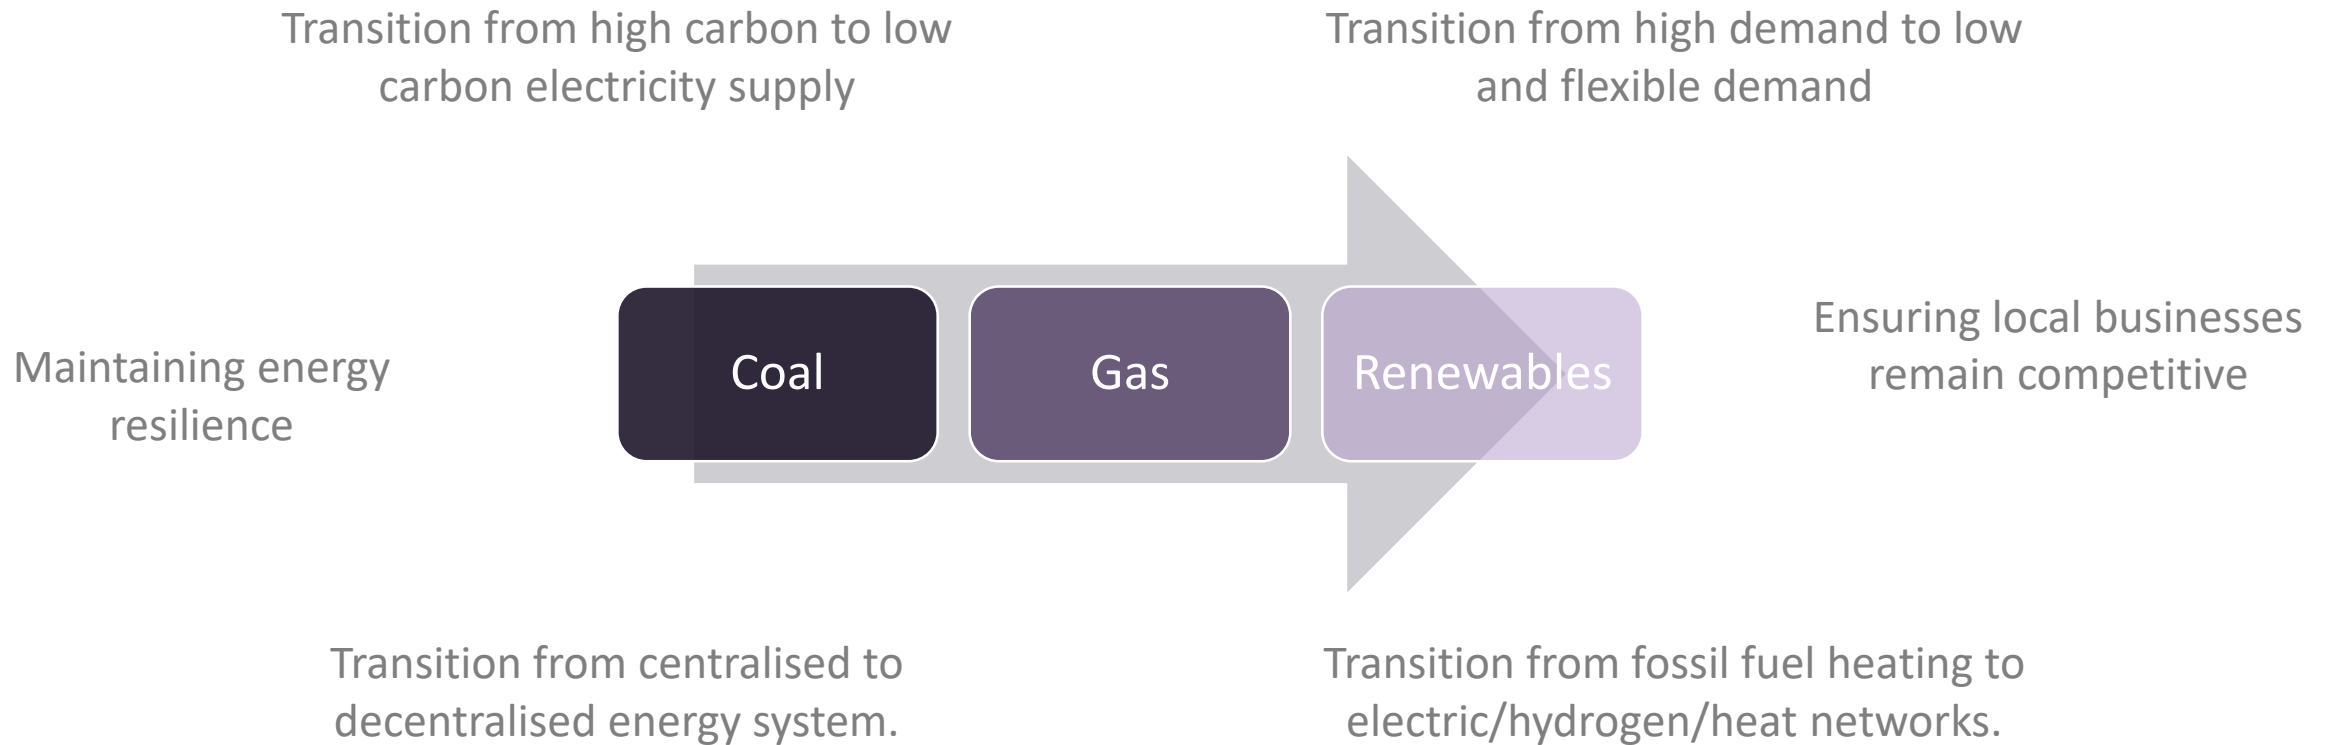 Transition from high carbon to low
carbon electricity supply
Transition from high demand to low
and flexible demand
Maintaining energy
resilience
Coal
Gas
Renewables
Ensuring local businesses
remain competitive
Transition from centralised to
decentralised energy system.
Transition from fossil fuel heating to
electric/hydrogen/heat networks.